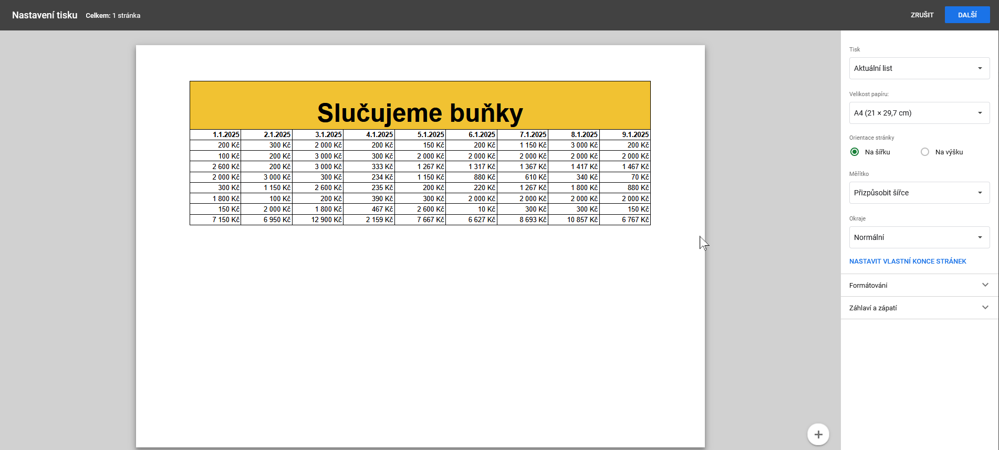 Nastavení tisku Celkem: 1 stránka ZRUŠIT DALŠÍ
Slučujeme buňky
1.1.2025 2.1.2025 3.1.2025 4.1.2025 5.1.2025 6.1.2025 7.1.2025 8.1.2025 9.1.2025
200 Kč 300 Kč 2 000 Kč 200 Kč 150 Kč 200 Kč 1 150 Kč 3 000 Kč 200 Kč
100 Kč 200 Kč 3 000 Kč 300 Kč 2 000 Kč 2 000 Kč 2 000 Kč 2 000 Kč 2 000 Kč
2 600 Kč 200 Kč 3 000 Kč 333 Kč 1 267 Kč 1 317 Kč 1 367 Kč 1 417 Kč 1 467 Kč
2 000 Kč 3 000 Kč 300 Kč 234 Kč 1 150 Kč 880 Kč 610 Kč 340 Kč 70 Kč
300 Kč 1 150 Kč 2 600 Kč 235 Kč 200 Kč 220 Kč 1 267 Kč 1 800 Kč 880 Kč
1 800 Kč 100 Kč 200 Kč 390 Kč 300 Kč 2 000 Kč 2 000 Kč 2 000 Kč 2 000 Kč
150 Kč 2 000 Kč 1 800 Kč 467 Kč 2 600 Kč 10 Kč 300 Kč 300 Kč 150 Kč
7 150 Kč 6 950 Kč 12 900 Kč 2 159 Kč 7 667 Kč 6 627 Kč 8 693 Kč 10 857 Kč 6 767 Kč
Tisk
Aktuální list
Velikost papíru:
A4 (21 × 29,7 cm)
Orientace stránky
Na šířku Na výšku
Měřítko
Přizpůsobit šířce
Okraje
Normální
NASTAVIT VLASTNÍ KONCE STRÁNEK
Formátování
Záhlaví a zápatí